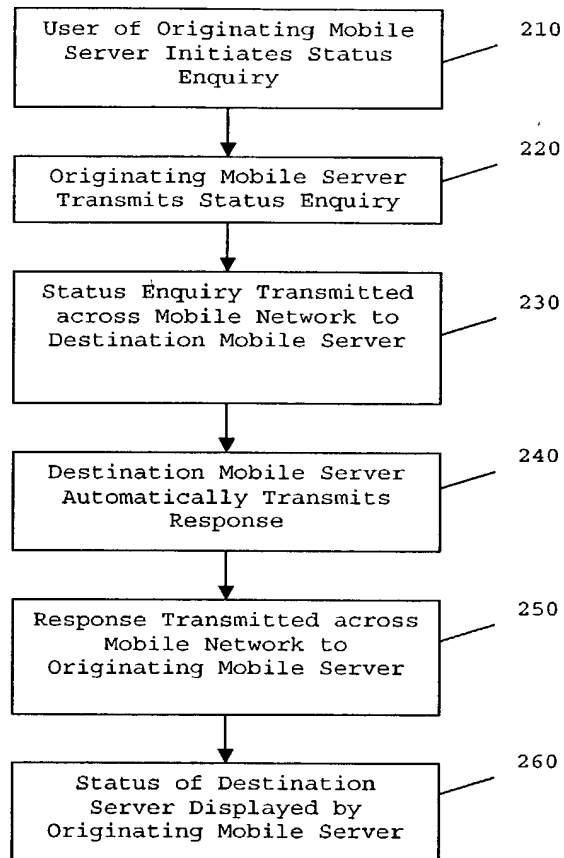 User of Originating Mobile
Server Initiates Status
Enquiry
210
Originating Mobile Server
Transmits Status Enquiry
220
Status Enquiry Transmitted
across Mobile Network to
Destination Mobile Server
230
Destination Mobile Server
Automatically Transmits
Response
240
Response Transmitted across
Mobile Network to
Originating Mobile Server
250
Status of Destination
Server Displayed by
Originating Mobile Server
260